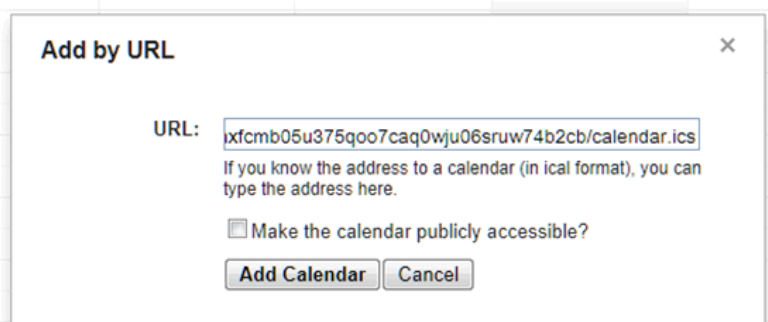 Add by URL
URL: xfcmb05u375qoo7caq0wju06sruw74b2cb/calendar.ics
If you know the address to a calendar (in ical format), you can
type the address here.
Make the calendar publicly accessible?
Add Calendar Cancel